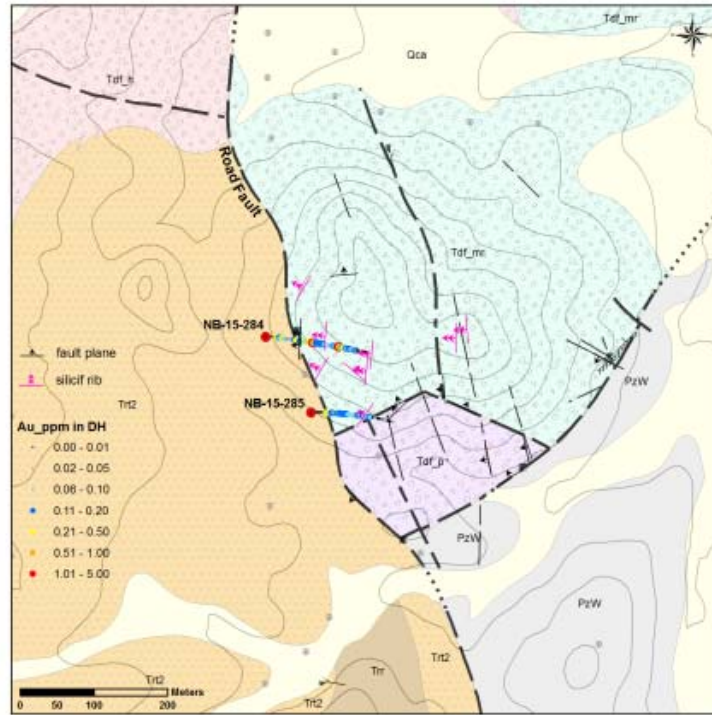 Tdf_mr
Qca
Tdf_s
Road Fault
Tdf_mr
NB-15-284
fault plane
silicif rib
NB-15-285
PzW
Trt2
Au_ppm in DH
0.00 - 0.01
0.02 - 0.05
0.06 - 0.10
0.11 - 0.20
0.21 - 0.50
0.51 - 1.00
1.01 - 5.00
Tdf_p
PzW
PzW
Trt2
Trr
Trt2
Trt2
Meters
0 50 100 200